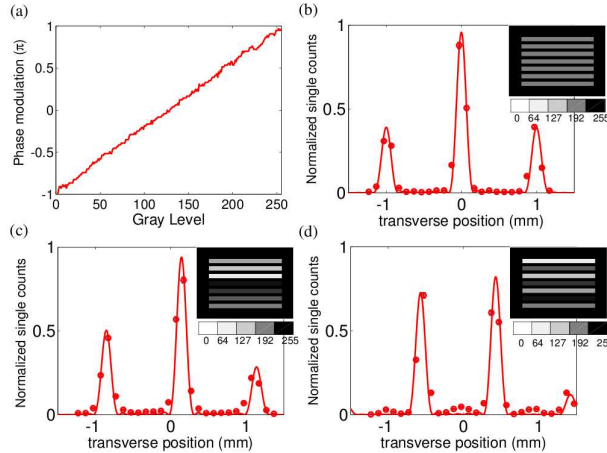 (a)
Phase modulation (π)
1
0.5
0
-0.5
-1
0 50 100 150 200 250
Gray Level
(b)
Normalized single counts
1
0.5
0
-1 0 1
transverse position (mm)
0 64 127 192 255
(c)
Normalized single counts
1
0.5
0
-1 0 1
transverse position (mm)
0 64 127 192 255
(d)
Normalized single counts
1
0.5
0
-1 0 1
transverse position (mm)
0 64 127 192 255